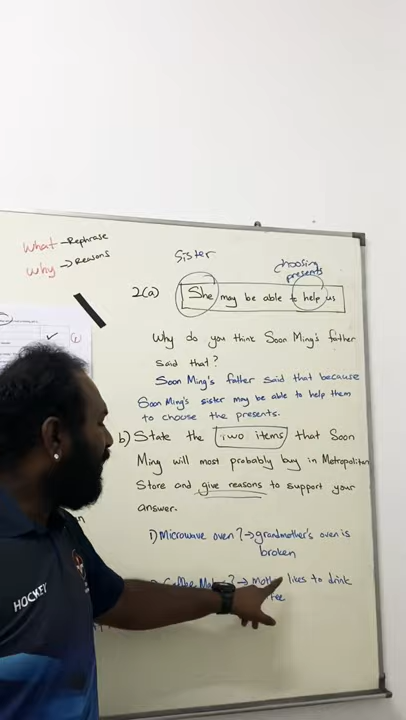 what - Rephrase
why → Reasons
Sister
choosing
presents
2(a) She may be able to help us
Why do you think Soon Ming's father
said that?
Soon Ming's father said that because
Soon Ming's sister may be able to help them
to choose the presents.
b) State the two items that Soon
Ming will most probably buy in Metropolitan
Store and give reasons to support your
answer.
1) Microwave oven? → grandmother's oven is
broken
likes to drink
HOCKEY